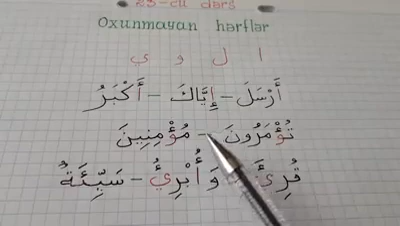 23-cü dərs
Oxunmayan hərflər
ا ل و ي
أَرْسَلَ – إِيَّاكَ – أَكْبَرُ
تُؤْمَرُونَ – مُؤْمِنِينَ
قُرِئَ – وَأُبْرِئُ – سَيِّئَةً